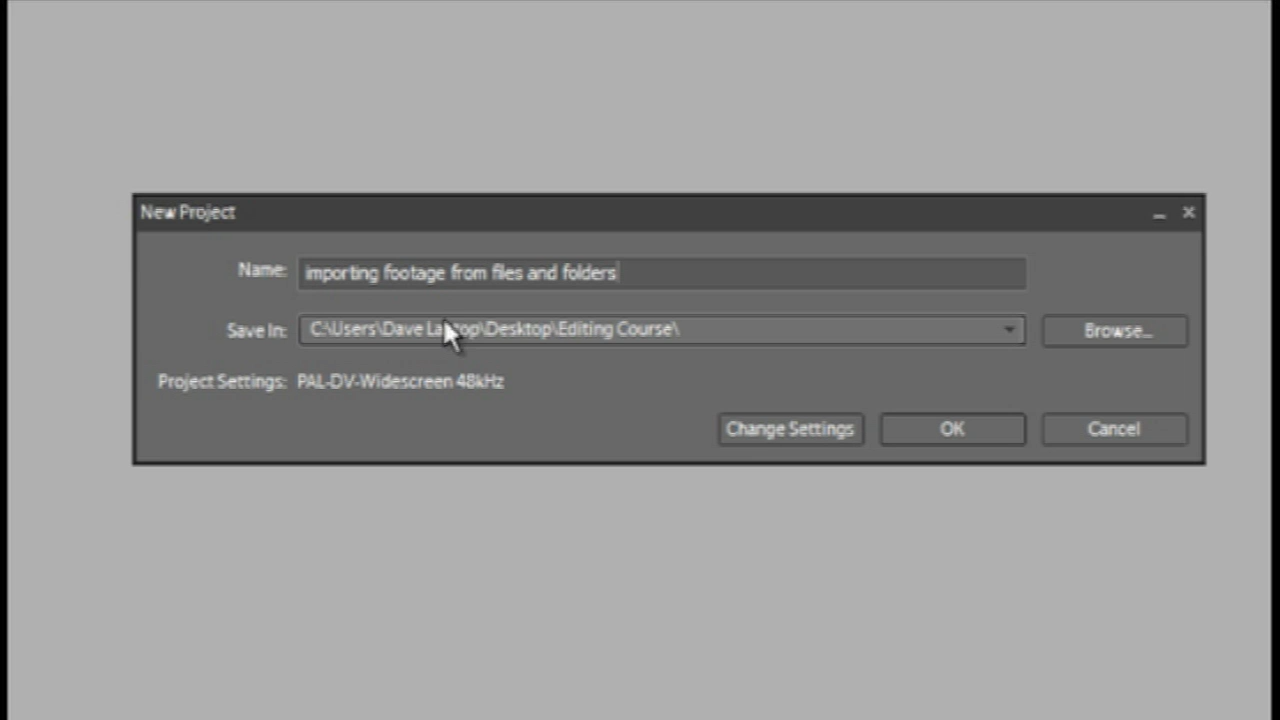 New Project
Name: importing footage from files and folders
Save In: C:\Users\Dave Laptop\Desktop\Editing Course\ Browse...
Project Settings: PAL-DV-Widescreen 48kHz
Change Settings OK Cancel